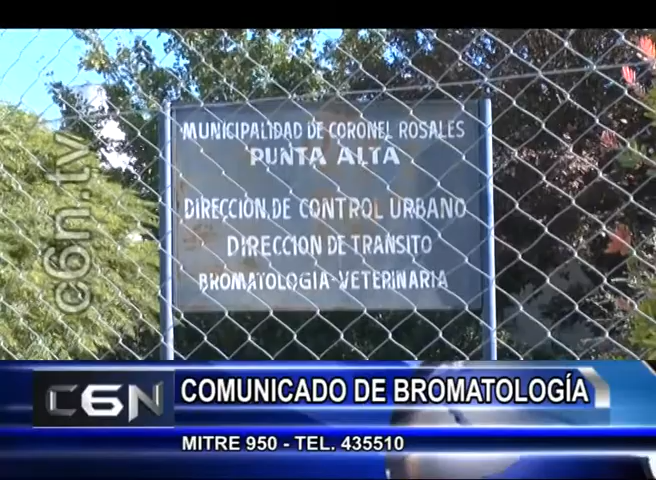 MUNICIPALIDAD DE CORONEL ROSALES
PUNTA ALTA
DIRECCION.DE CONTROL URBANO
DIRECCION DE TRANSITO
BROMATOLOGIA-VETERINARIA
c6n.tv
C6N
COMUNICADO DE BROMATOLOGÍA
MITRE 950 - TEL. 435510